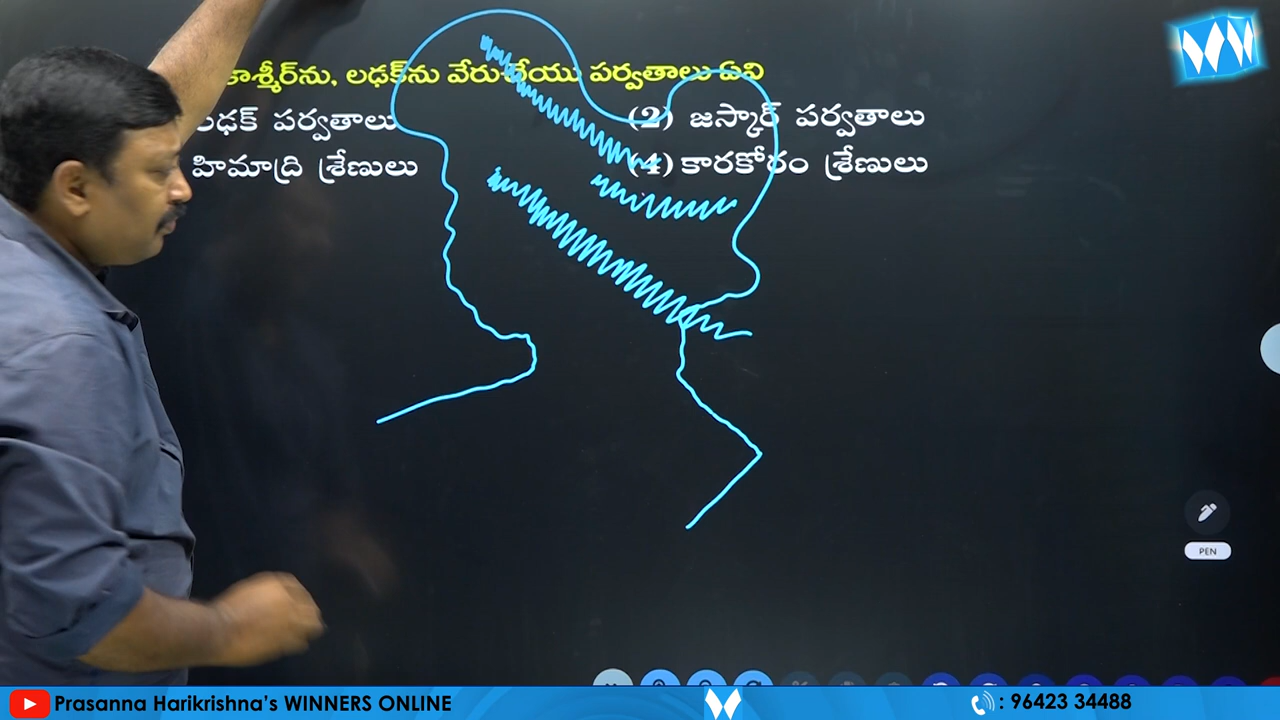 కాశ్మీర్‌ను, లఢక్‌ను వేరుచేయు పర్వతాలు ఏవి
లఢక్ పర్వతాలు (2) జస్కార్ పర్వతాలు
హిమాద్రి శ్రేణులు (4) కారకోరం శ్రేణులు
PEN
Prasanna Harikrishna's WINNERS ONLINE : 96423 34488